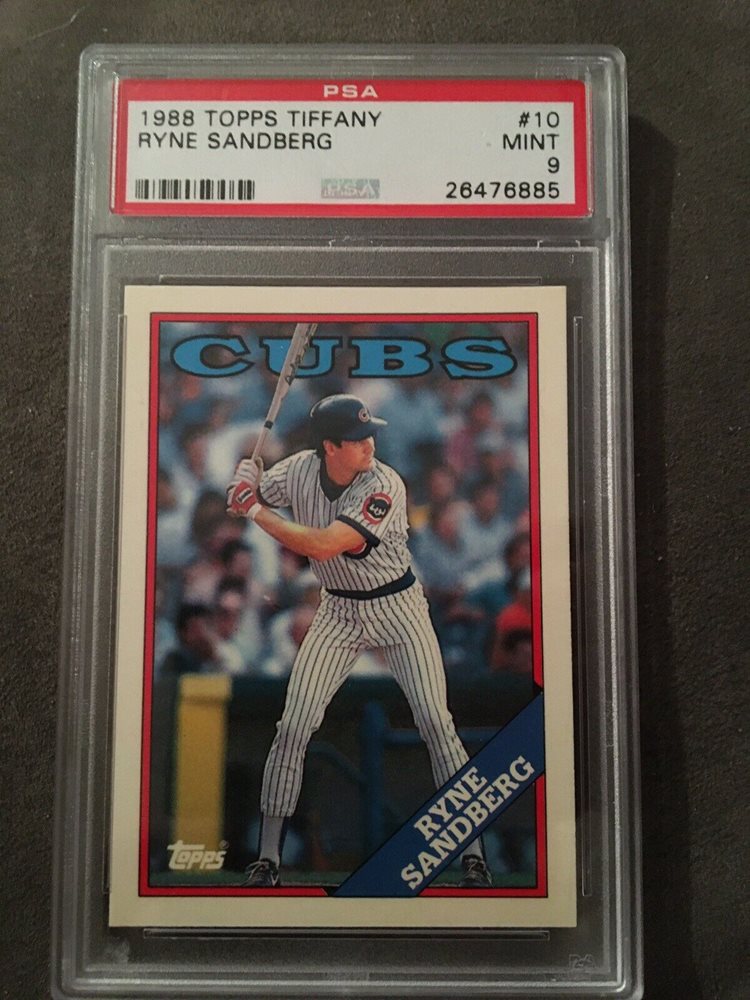 PSA
1988 TOPPS TIFFANY #10
RYNE SANDBERG MINT
9
PSA 26476885
CUBS
RYNE
SANDBERG
topps®